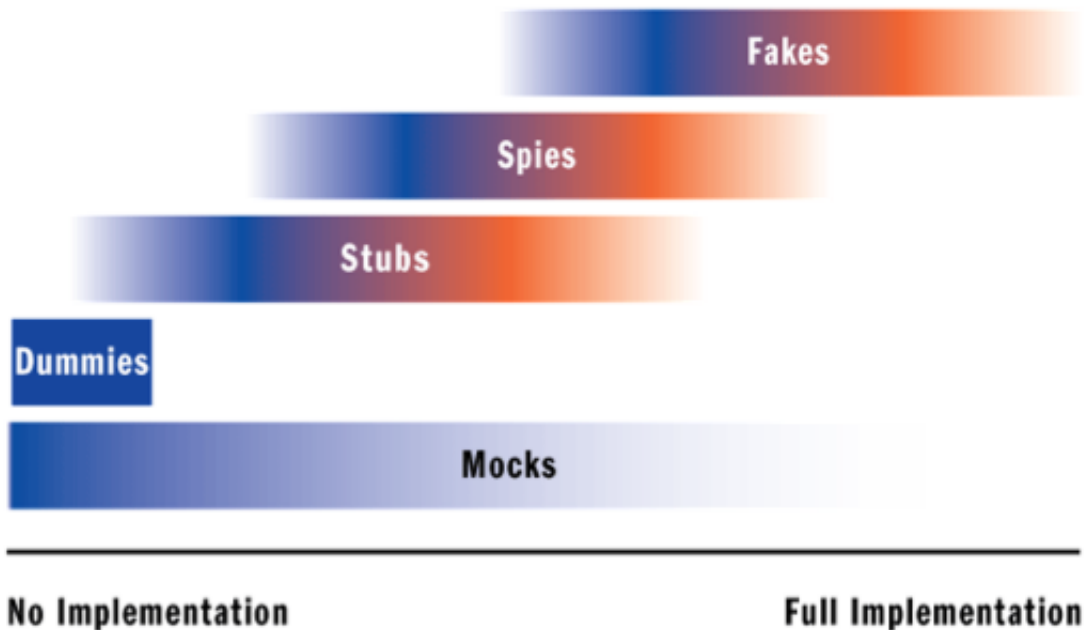 Fakes
Spies
Stubs
Dummies
Mocks
No Implementation Full Implementation